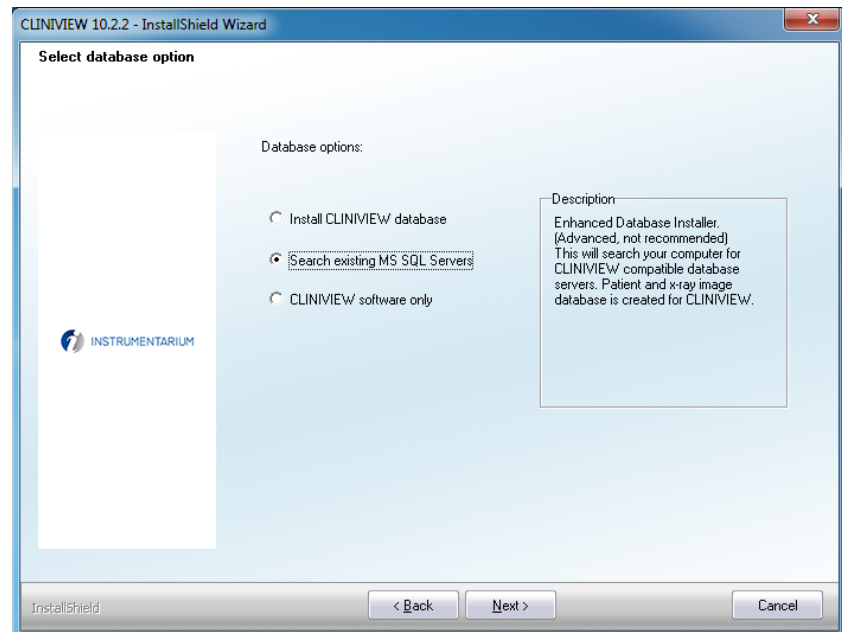 CLINIVIEW 10.2.2 - InstallShield Wizard
x
Select database option
Database options:
Install CLINIVIEW database
Search existing MS SQL Servers
CLINIVIEW software only
Description
Enhanced Database Installer.
(Advanced, not recommended)
This will search your computer for
CLINIVIEW compatible database
servers. Patient and x-ray image
database is created for CLINIVIEW.
INSTRUMENTARIUM
InstallShield
< Back
Next >
Cancel